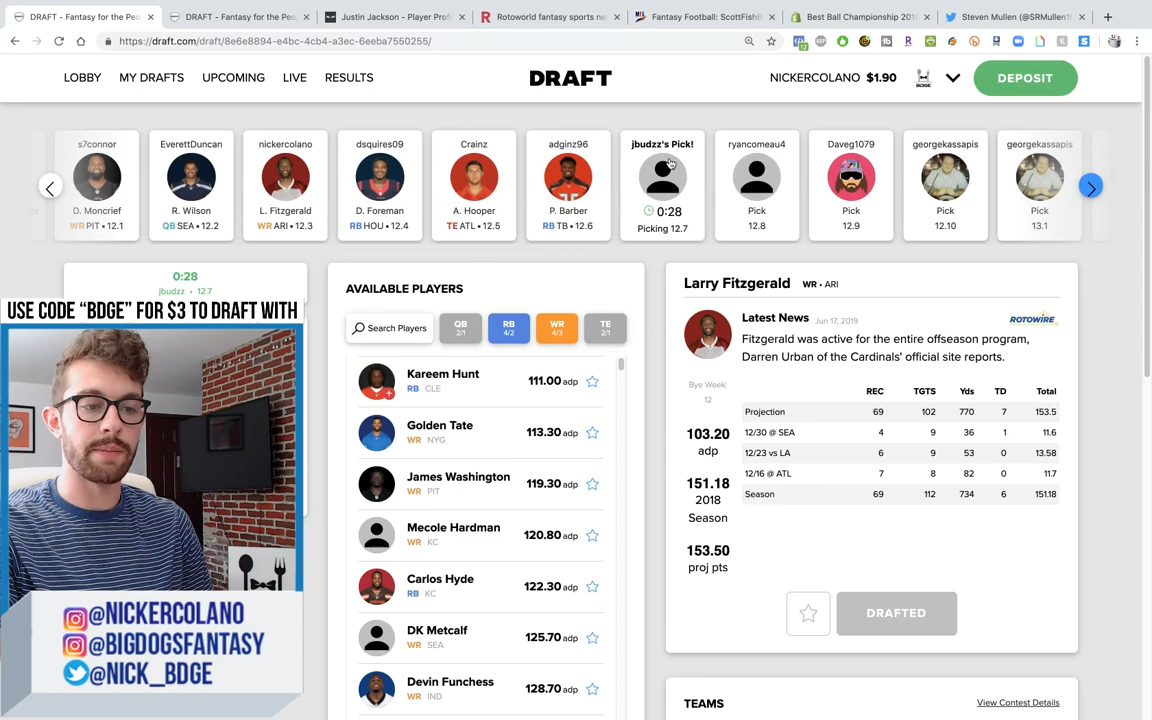 DRAFT - Fantasy for the Peo
DRAFT - Fantasy for the Peo
Justin Jackson - Player Profi
Rotoworld fantasy sports ne
Fantasy Football: ScottFishB
Best Ball Championship 201
Steven Mullen (@SRMullen1
https://draft.com/draft/8e6e8894-e4bc-4cb4-a3ec-6eeba7550255/
LOBBY
MY DRAFTS
UPCOMING
LIVE
RESULTS
DRAFT
NICKERCOLANO $1.90
DEPOSIT
s7connor
D. Moncrief
WR PIT • 12.1
EverettDuncan
R. Wilson
QB SEA • 12.2
nickercolano
L. Fitzgerald
WR ARI • 12.3
dsquires09
D. Foreman
RB HOU • 12.4
Crainz
A. Hooper
TE ATL • 12.5
adginz96
P. Barber
RB TB • 12.6
jbudzz's Pick!
0:28
Picking 12.7
ryancomeau4
Pick
12.8
Daveg1079
Pick
12.9
georgekassapis
Pick
12.10
georgekassapis
Pick
13.1
0:28
jbudzz • 12.7
USE CODE “BDGE” FOR $3 TO DRAFT WITH
@NICKERCOLANO
@BIGDOGSFANTASY
@NICK_BDGE
AVAILABLE PLAYERS
Search Players
QB
2/1
RB
4/2
WR
4/3
TE
2/1
Kareem Hunt
RB CLE
111.00 adp
Golden Tate
WR NYG
113.30 adp
James Washington
WR PIT
119.30 adp
Mecole Hardman
WR KC
120.80 adp
Carlos Hyde
RB KC
122.30 adp
DK Metcalf
WR SEA
125.70 adp
Devin Funchess
WR IND
128.70 adp
Larry Fitzgerald WR • ARI
Latest News Jun 17, 2019
ROTOWIRE
Fitzgerald was active for the entire offseason program,
Darren Urban of the Cardinals' official site reports.
Bye Week:
12
103.20
adp
151.18
2018
Season
153.50
proj pts
REC TGTS Yds TD Total
Projection 69 102 770 7 153.5
12/30 @ SEA 4 9 36 1 11.6
12/23 vs LA 6 9 53 0 13.58
12/16 @ ATL 7 8 82 0 11.7
Season 69 112 734 6 151.18
DRAFTED
TEAMS
View Contest Details